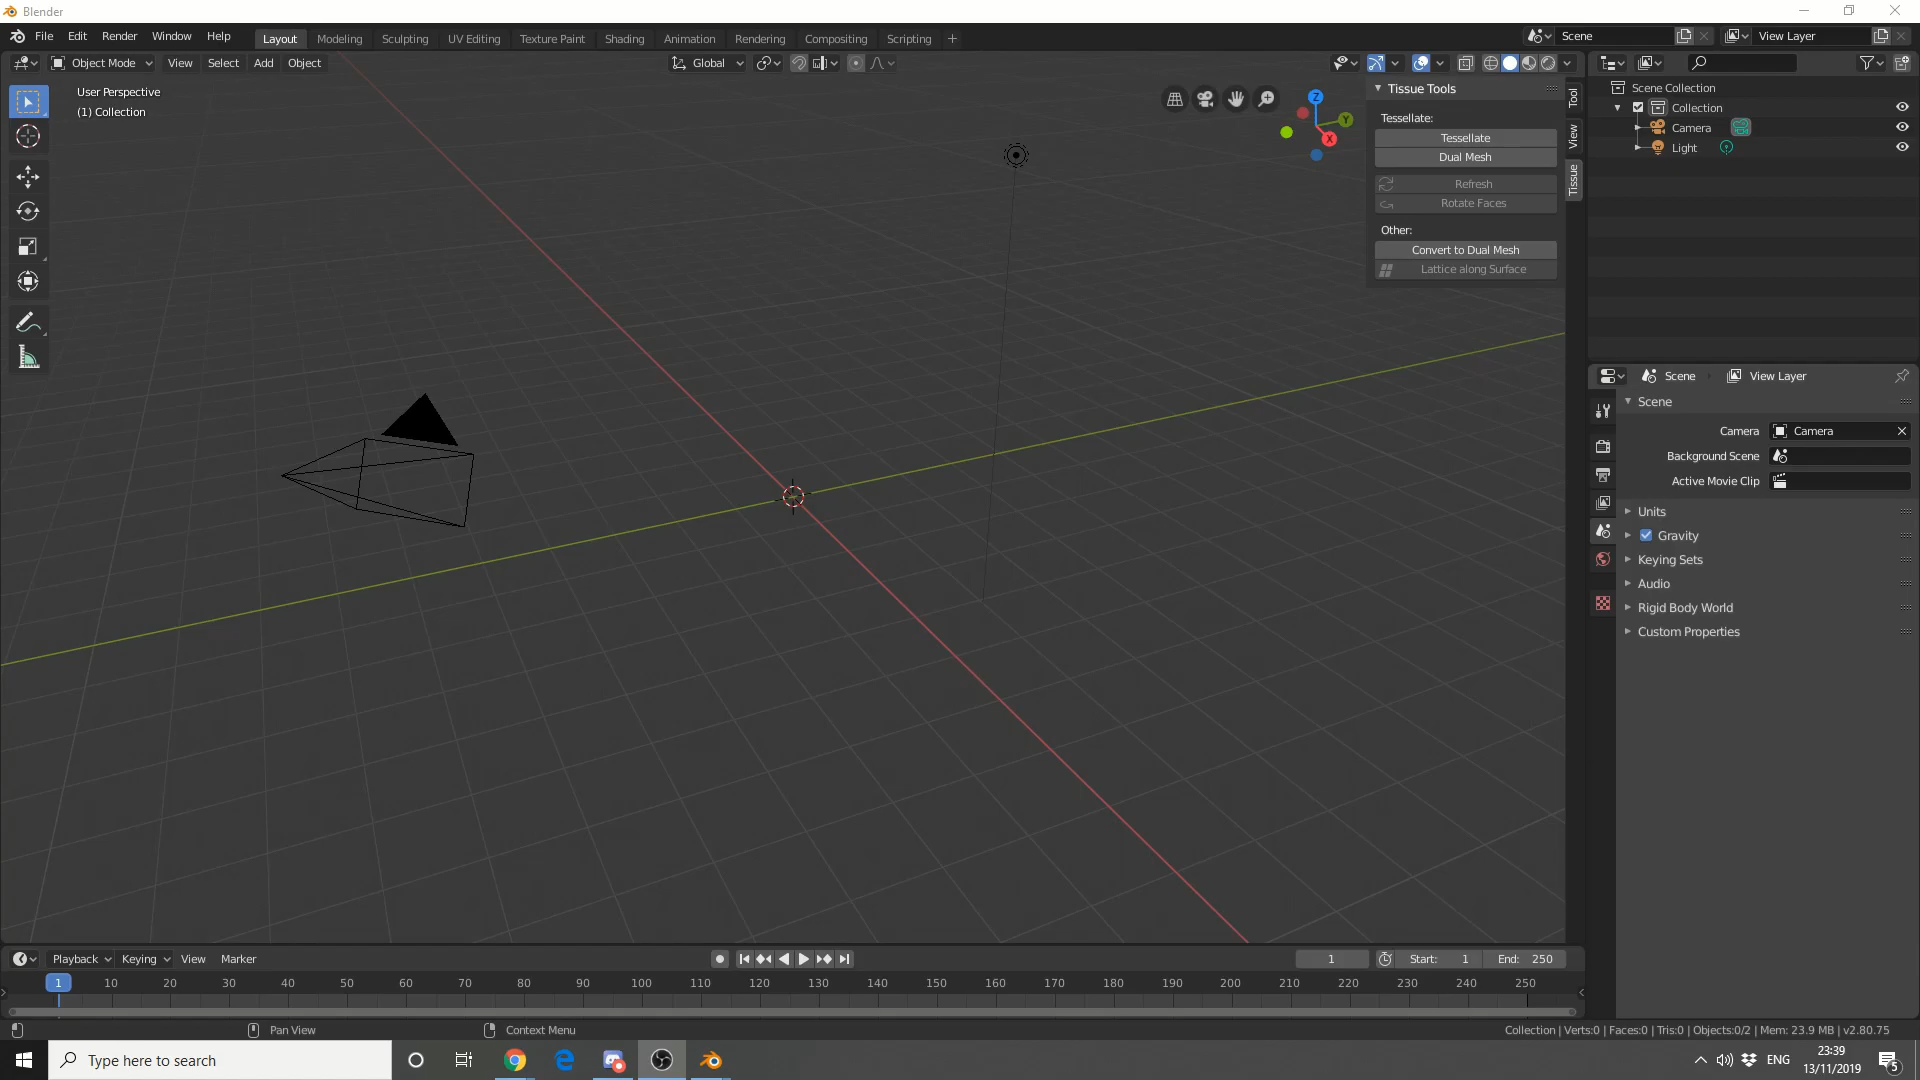 Blender
File Edit Render Window Help
Layout Modeling Sculpting UV Editing Texture Paint Shading Animation Rendering Compositing Scripting +
Scene
View Layer
Object Mode View Select Add Object
Global
User Perspective
(1) Collection
Z
Y
X
Tissue Tools
Tessellate:
Tessellate
Dual Mesh
Refresh
Rotate Faces
Other:
Convert to Dual Mesh
Lattice along Surface
Tool
View
Tissue
Scene Collection
Collection
Camera
Light
Scene View Layer
Scene
Camera Camera
Background Scene
Active Movie Clip
Units
Gravity
Keying Sets
Audio
Rigid Body World
Custom Properties
Playback Keying View Marker
1 Start: 1 End: 250
1 10 20 30 40 50 60 70 80 90 100 110 120 130 140 150 160 170 180 190 200 210 220 230 240 250
Pan View Context Menu
Collection | Verts:0 | Faces:0 | Tris:0 | Objects:0/2 | Mem: 23.9 MB | v2.80.75
Type here to search
ENG
23:39
13/11/2019
5